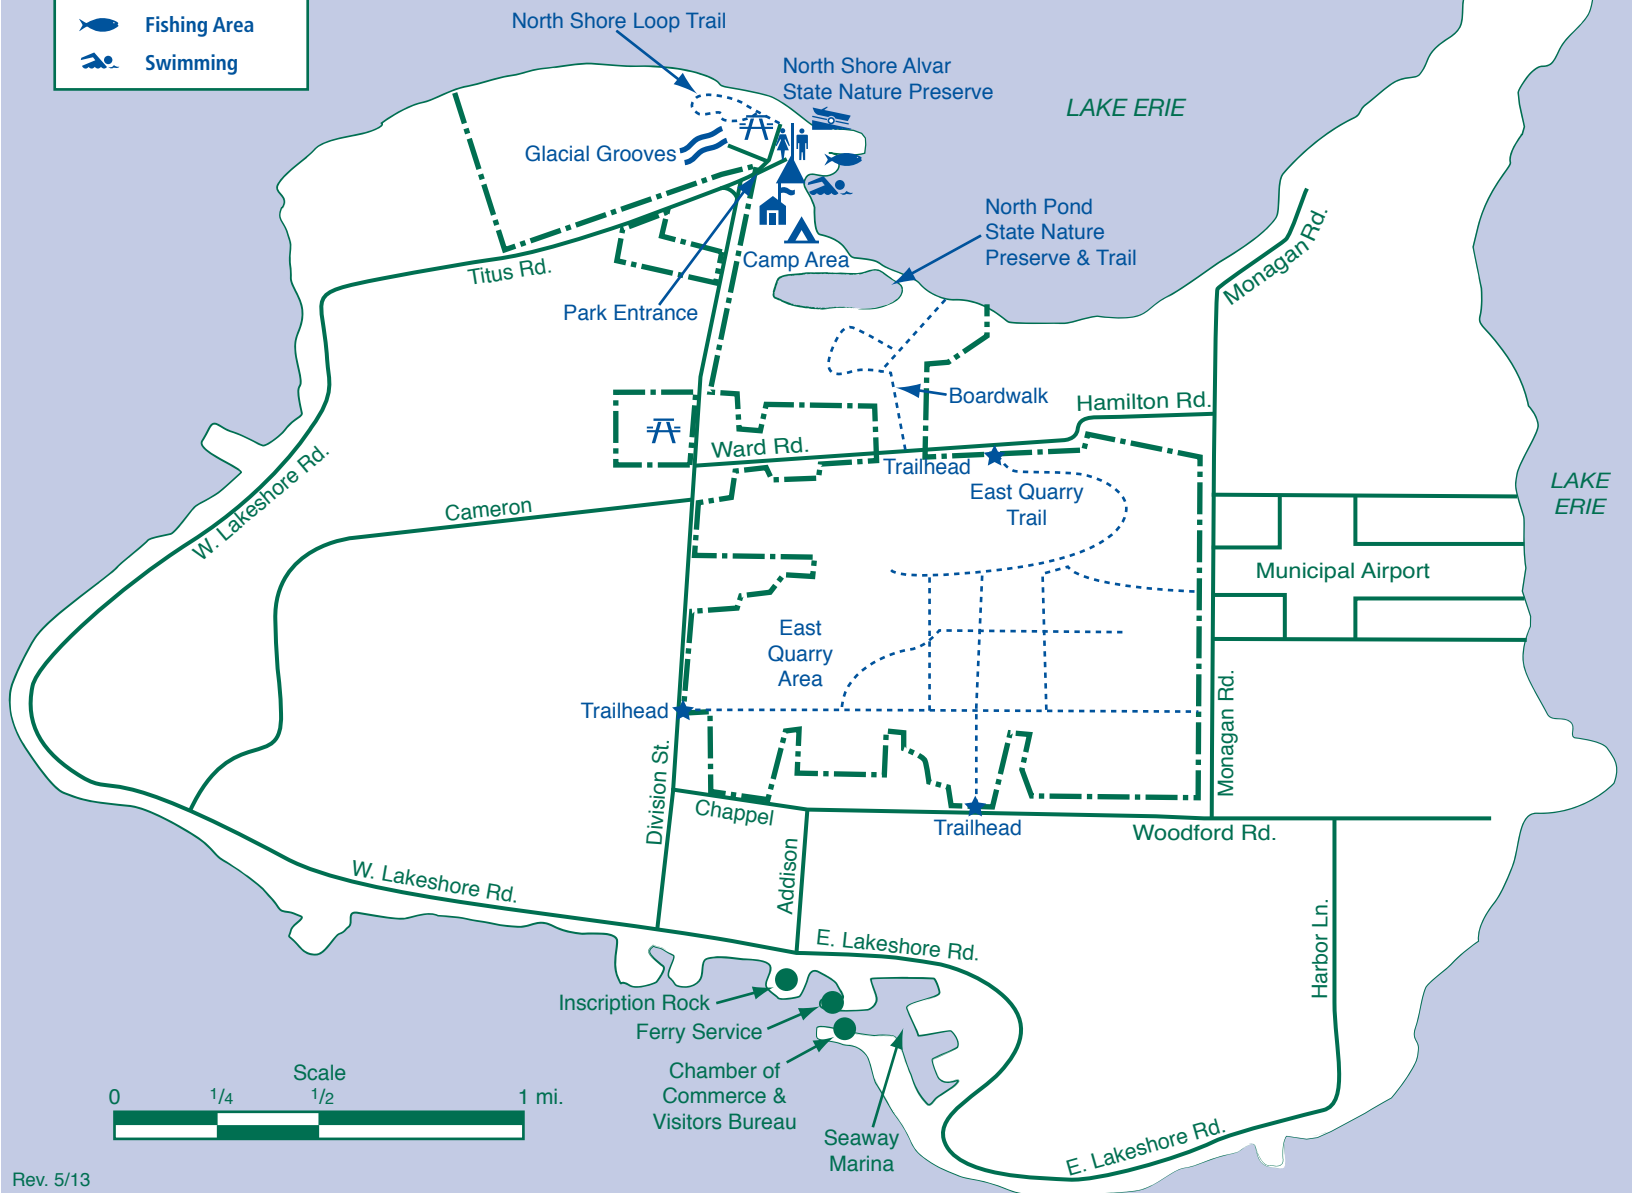 Fishing Area
Swimming
North Shore Loop Trail
North Shore Alvar
State Nature Preserve
LAKE ERIE
Glacial Grooves
North Pond
State Nature
Preserve & Trail
Camp Area
Titus Rd.
Park Entrance
Monagan Rd.
Boardwalk
Hamilton Rd.
Ward Rd.
Trailhead
East Quarry
Trail
LAKE
ERIE
W. Lakeshore Rd.
Cameron
Municipal Airport
East
Quarry
Area
Trailhead
Monagan Rd.
Division St.
Chappel
Trailhead
Woodford Rd.
Addison
W. Lakeshore Rd.
E. Lakeshore Rd.
Harbor Ln.
Inscription Rock
Ferry Service
Chamber of
Commerce &
Visitors Bureau
Seaway
Marina
E. Lakeshore Rd.
Scale
0 1/4 1/2 1 mi.
Rev. 5/13